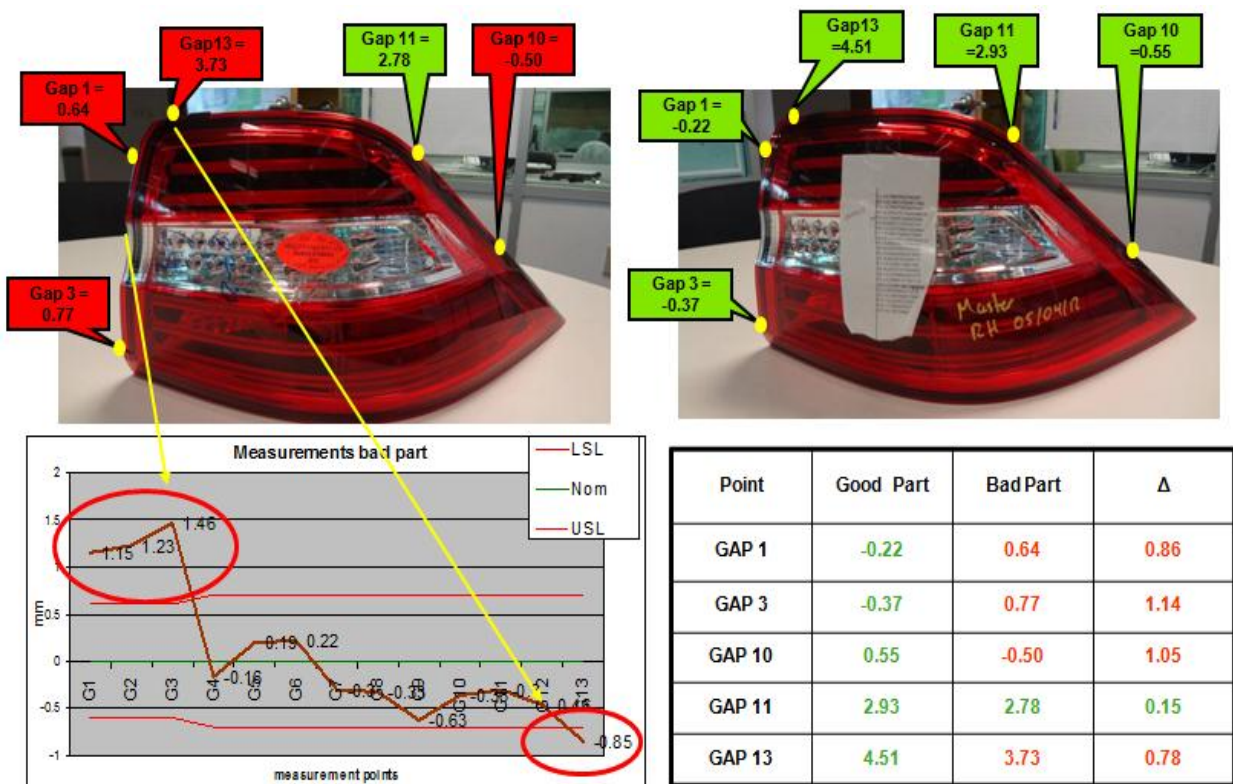 Gap13 =
3.73
Gap 11 =
2.78
Gap 10 =
-0.50
Gap 1 =
0.64
Gap 3 =
0.77
Gap13
=4.51
Gap 11
=2.93
Gap 10
=0.55
Gap 1 =
-0.22
Gap 3 =
-0.37
Master
RH 05/04/12
Measurements bad part
LSL
Nom
USL
2
1.5
1
0.5
0
-0.5
-1
mm
1.15
1.23
1.46
-0.16
0.19
0.22
-0.63
-0.85
G1
G2
G3
G4
G5
G6
G9
G10
G11
G12
G13
measurement points
Point Good Part Bad Part Δ
GAP 1 -0.22 0.64 0.86
GAP 3 -0.37 0.77 1.14
GAP 10 0.55 -0.50 1.05
GAP 11 2.93 2.78 0.15
GAP 13 4.51 3.73 0.78